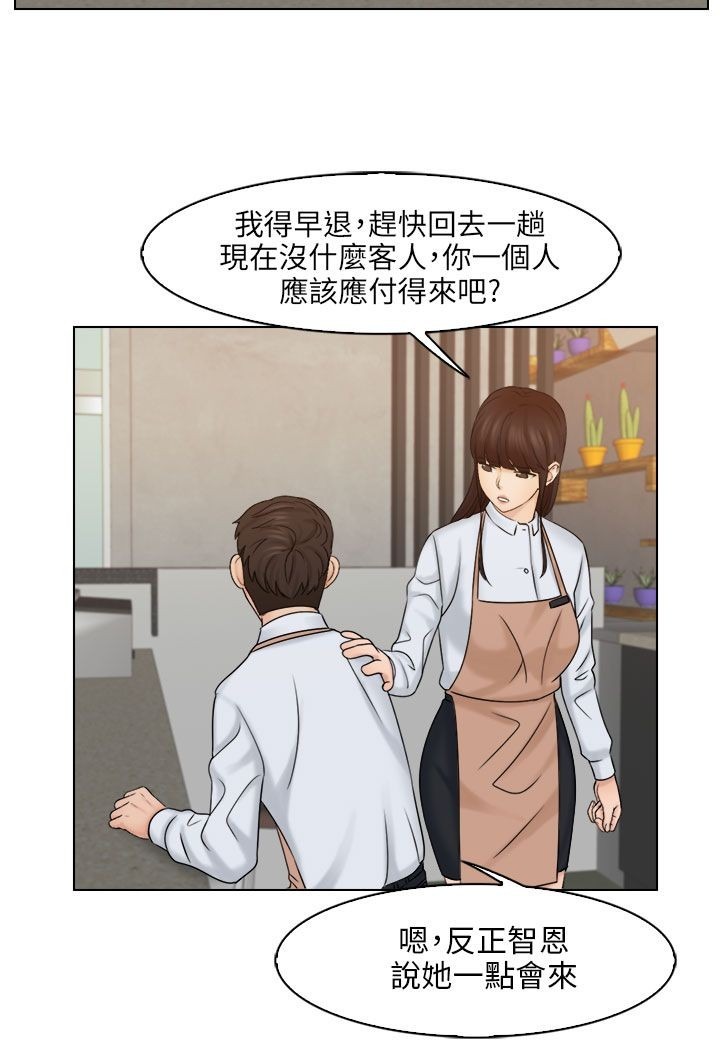 我得早退，趕快回去一趟
現在沒什麼客人，你一個人
應該應付得來吧?
嗯，反正智恩
說她一點會來